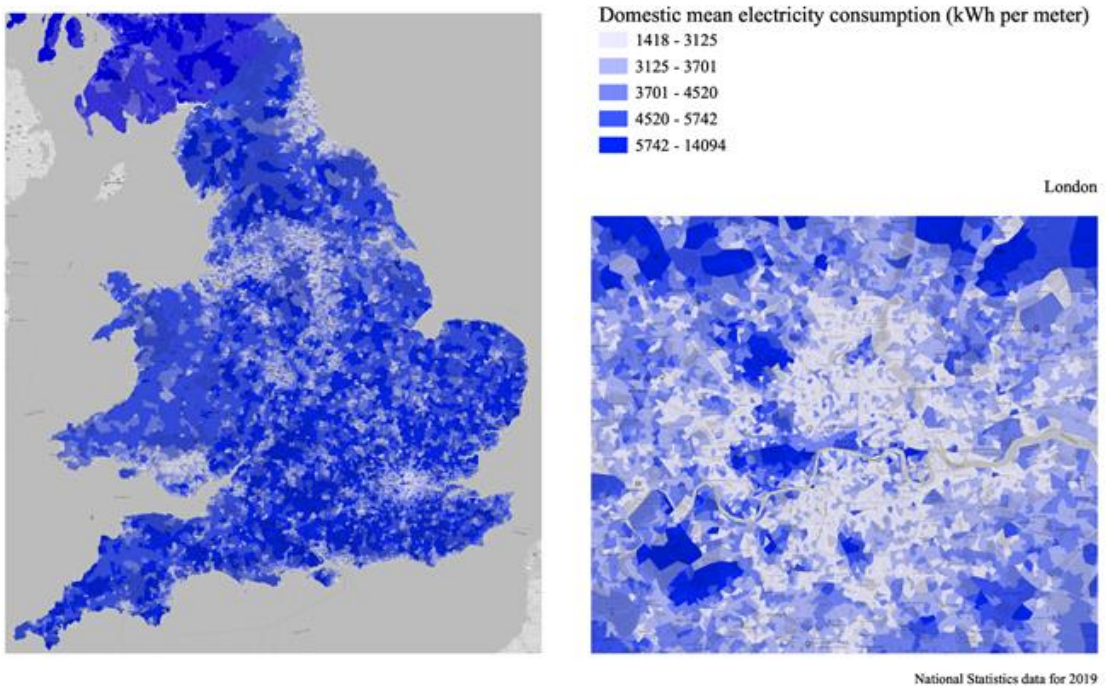 Domestic mean electricity consumption (kWh per meter)
1418 - 3125
3125 - 3701
3701 - 4520
4520 - 5742
5742 - 14094
London
National Statistics data for 2019